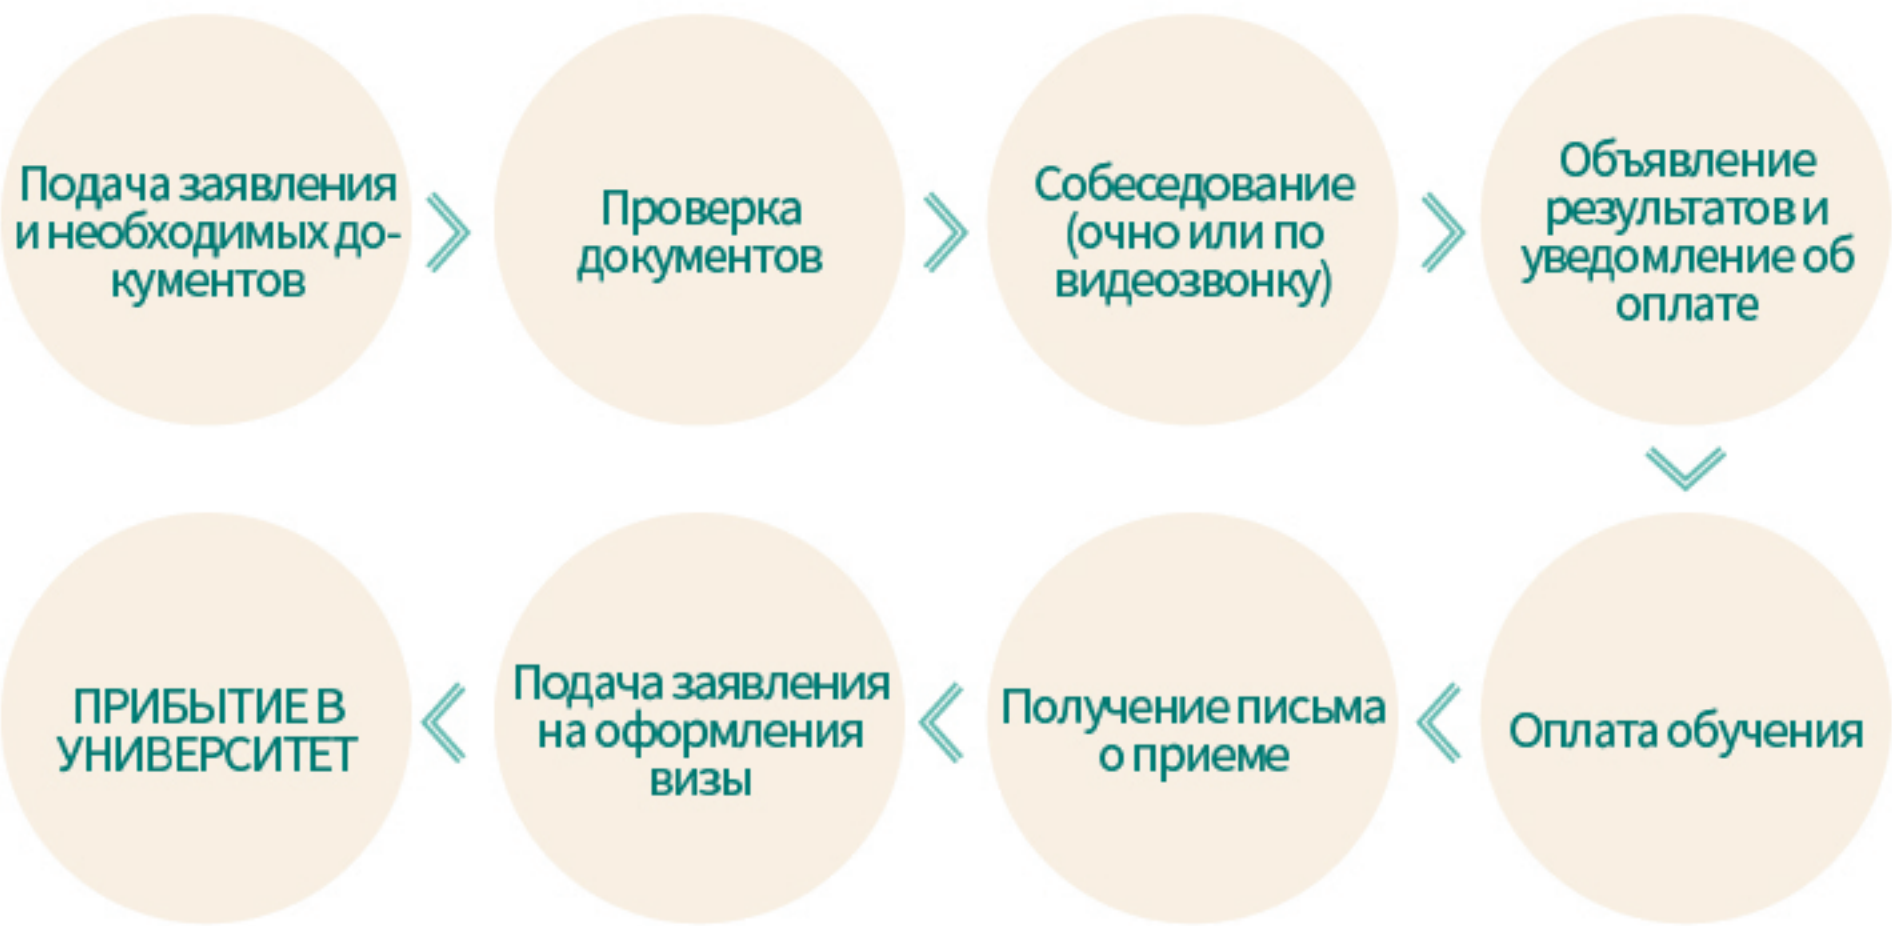 Подача заявления
и необходимых до-
кументов
Проверка
документов
Собеседование
(очно или по
видеозвонку)
Объявление
результатов и
уведомление об
оплате
Оплата обучения
Получение письма
о приеме
Подача заявления
на оформления
визы
ПРИБЫТИЕ В
УНИВЕРСИТЕТ